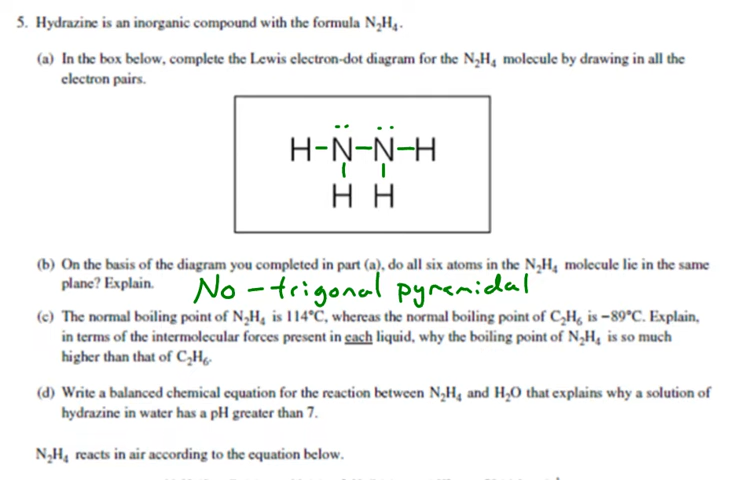 5. Hydrazine is an inorganic compound with the formula N₂H₄.
(a) In the box below, complete the Lewis electron-dot diagram for the N₂H₄ molecule by drawing in all the
electron pairs.
H-N-N-H
H H
(b) On the basis of the diagram you completed in part (a), do all six atoms in the N₂H₄ molecule lie in the same
plane? Explain.
No - trigonal pyramidal
(c) The normal boiling point of N₂H₄ is 114°C, whereas the normal boiling point of C₂H₆ is −89°C. Explain,
in terms of the intermolecular forces present in each liquid, why the boiling point of N₂H₄ is so much
higher than that of C₂H₆.
(d) Write a balanced chemical equation for the reaction between N₂H₄ and H₂O that explains why a solution of
hydrazine in water has a pH greater than 7.
N₂H₄ reacts in air according to the equation below.